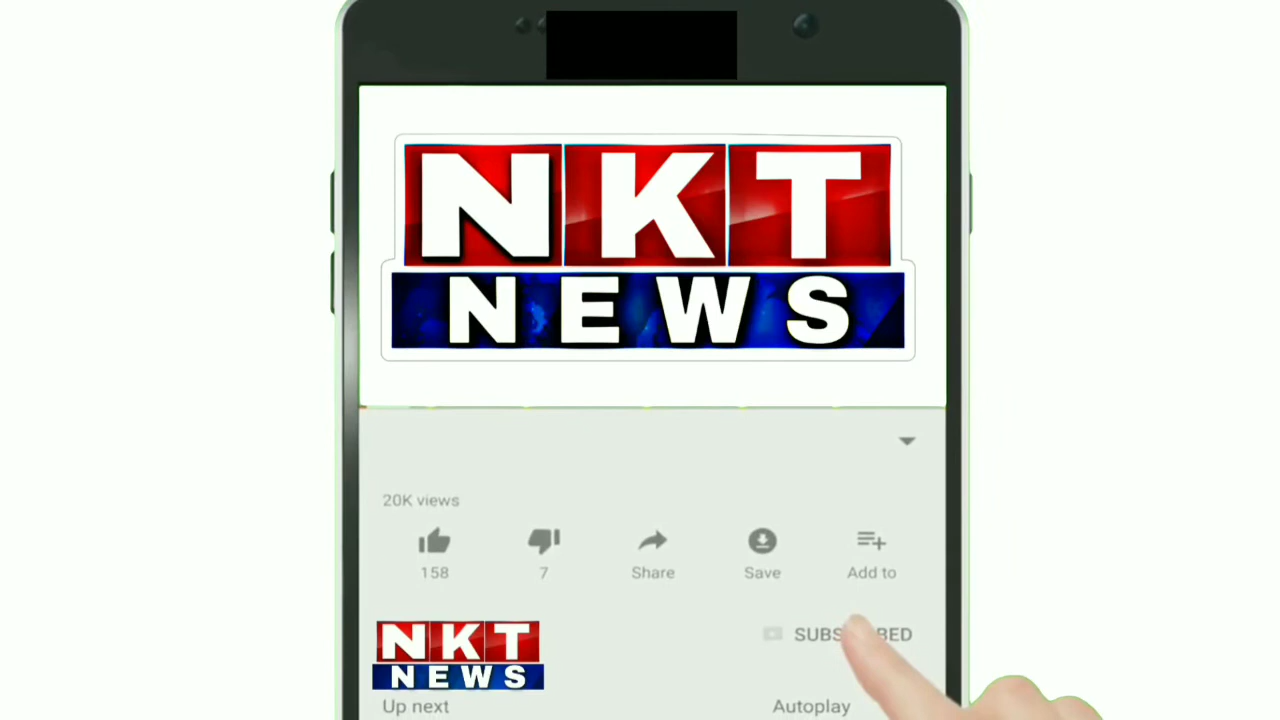 NKT
NEWS
20K views
158
7
Share
Save
Add to
NKT
NEWS
Up next
Autoplay